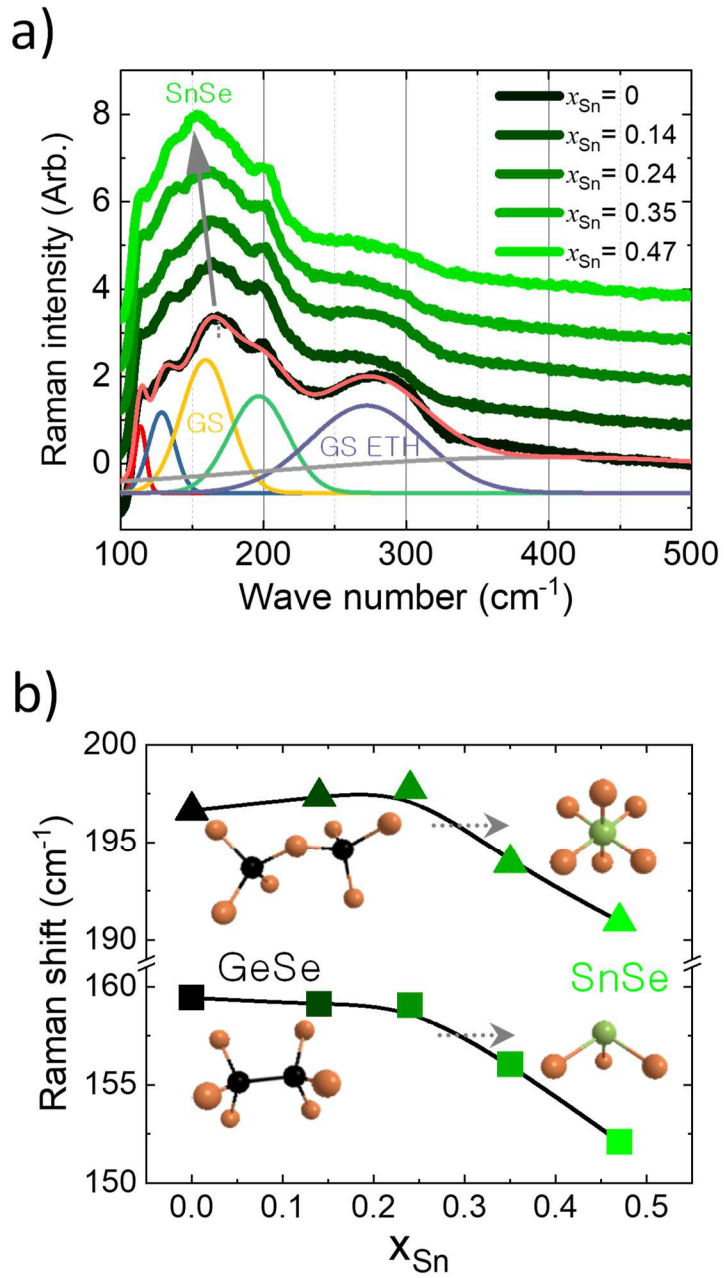 a)
SnSe
x_Sn= 0
x_Sn= 0.14
x_Sn= 0.24
x_Sn= 0.35
x_Sn= 0.47
GS
GS ETH
Raman intensity (Arb.)
8
6
4
2
0
100 200 300 400 500
Wave number (cm⁻¹)
b)
Raman shift (cm⁻¹)
200
195
190
160
155
150
GeSe
SnSe
0.0 0.1 0.2 0.3 0.4 0.5
x_Sn